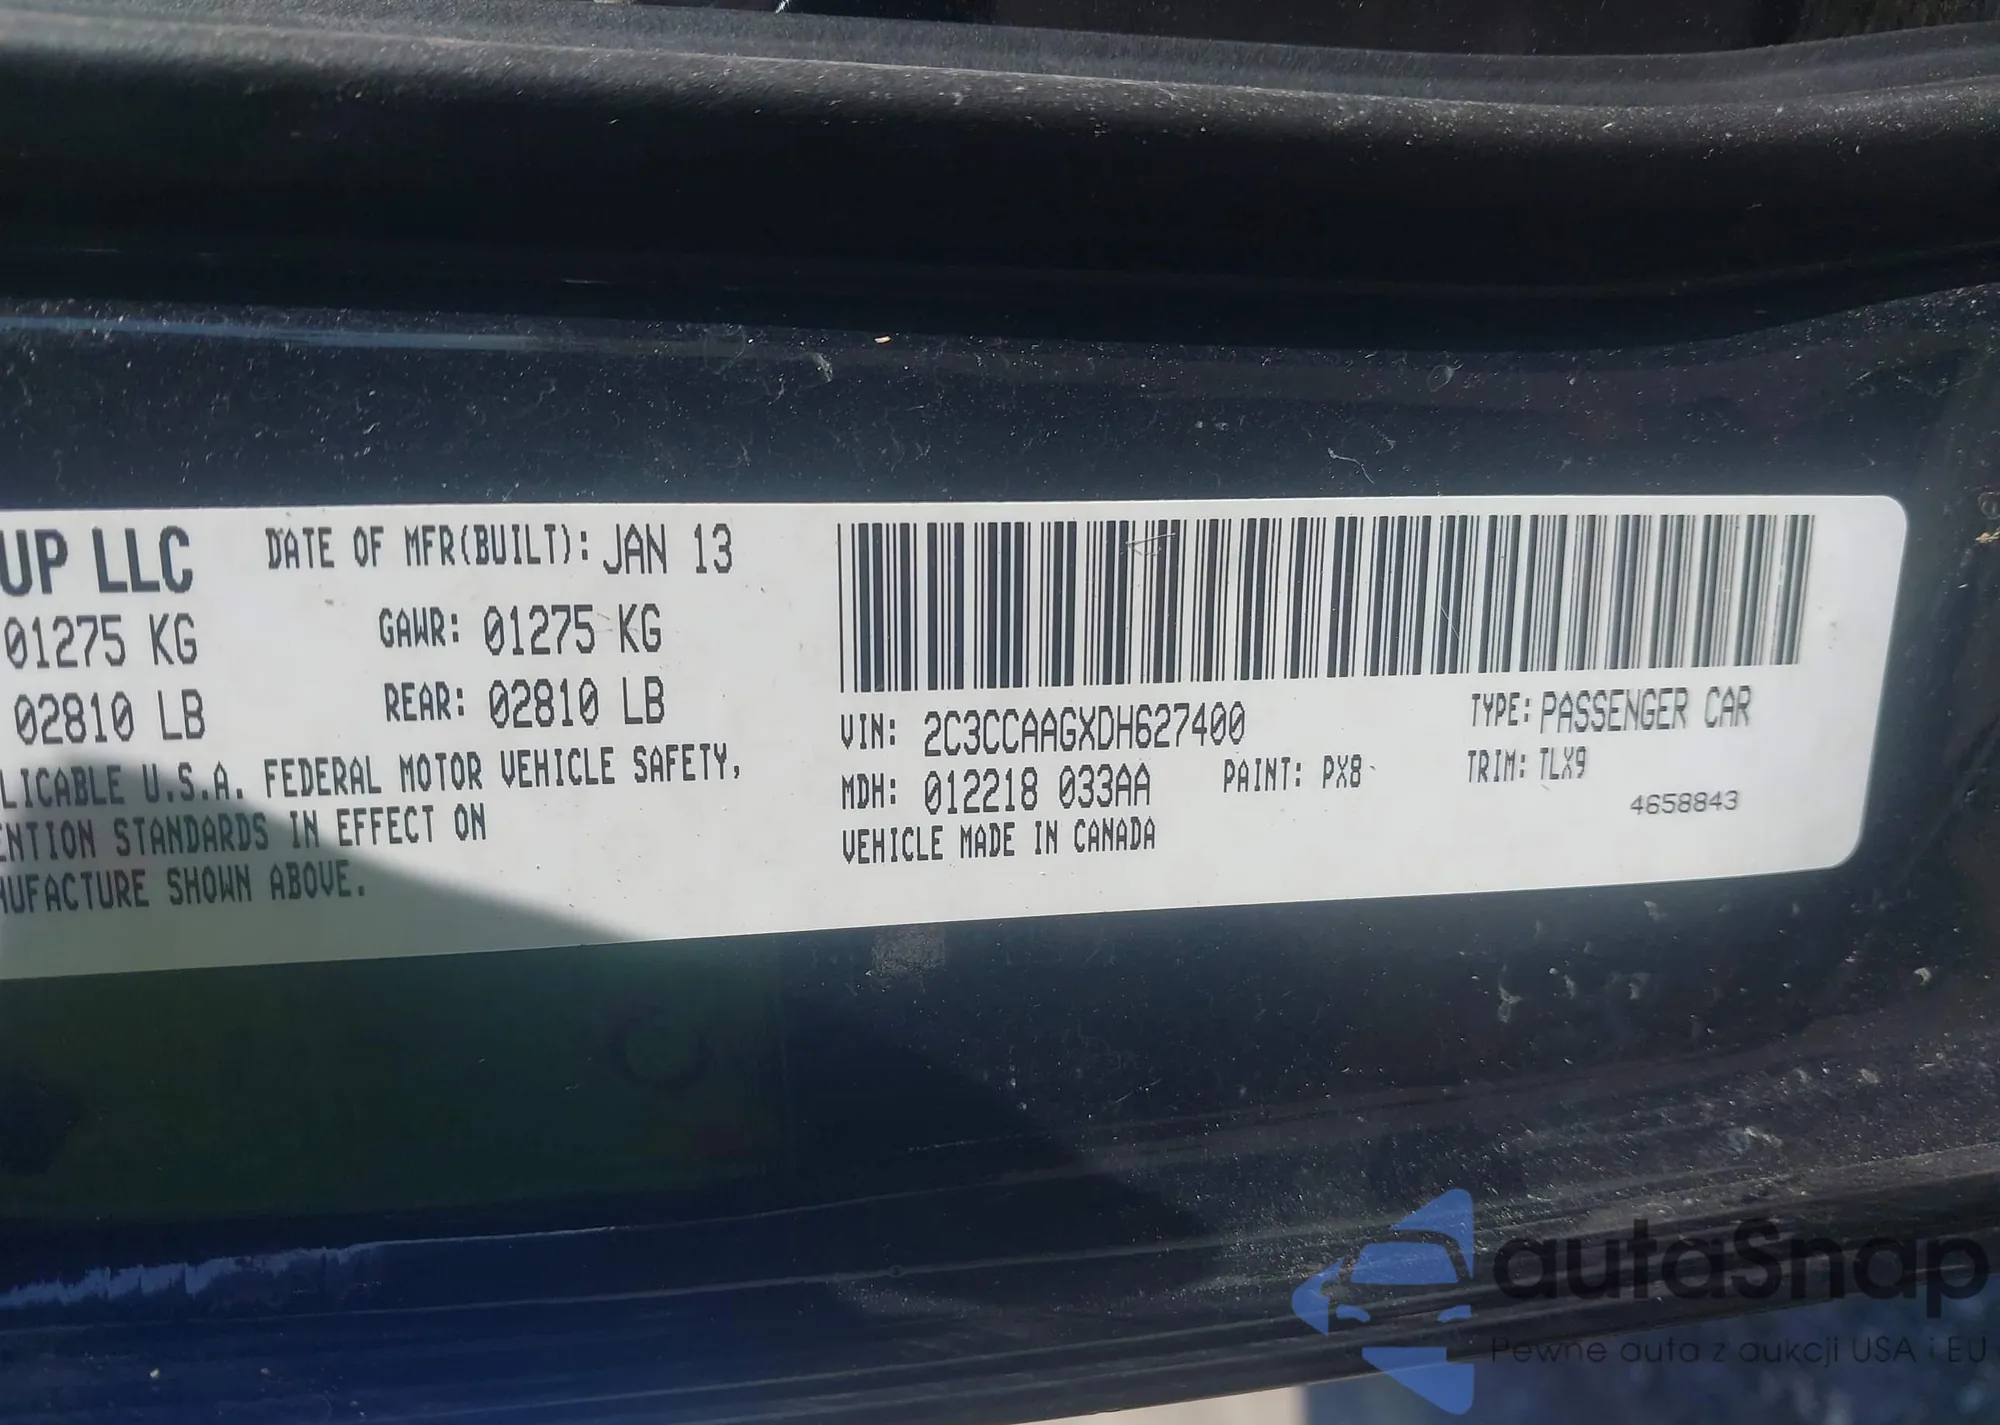 UP LLC DATE OF MFR(BUILT): JAN 13
01275 KG GAWR: 01275 KG
02810 LB REAR: 02810 LB
LICABLE U.S.A. FEDERAL MOTOR VEHICLE SAFETY,
ENTION STANDARDS IN EFFECT ON
NUFACTURE SHOWN ABOVE.
VIN: 2C3CCAAGXDH627400 TYPE: PASSENGER CAR
MDH: 012218 033AA PAINT: PX8 TRIM: TLX9
VEHICLE MADE IN CANADA 4658843
autoSnap
Pewne auta z aukcji USA i EU